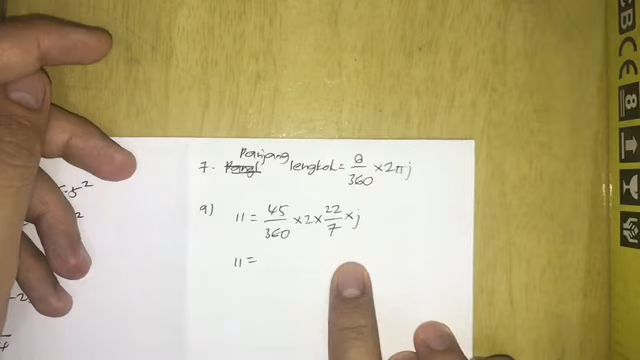 7. Panjang lengkok = θ/360 × 2πj
a) 11 = 45/360 × 2 × 22/7 × j
11 =